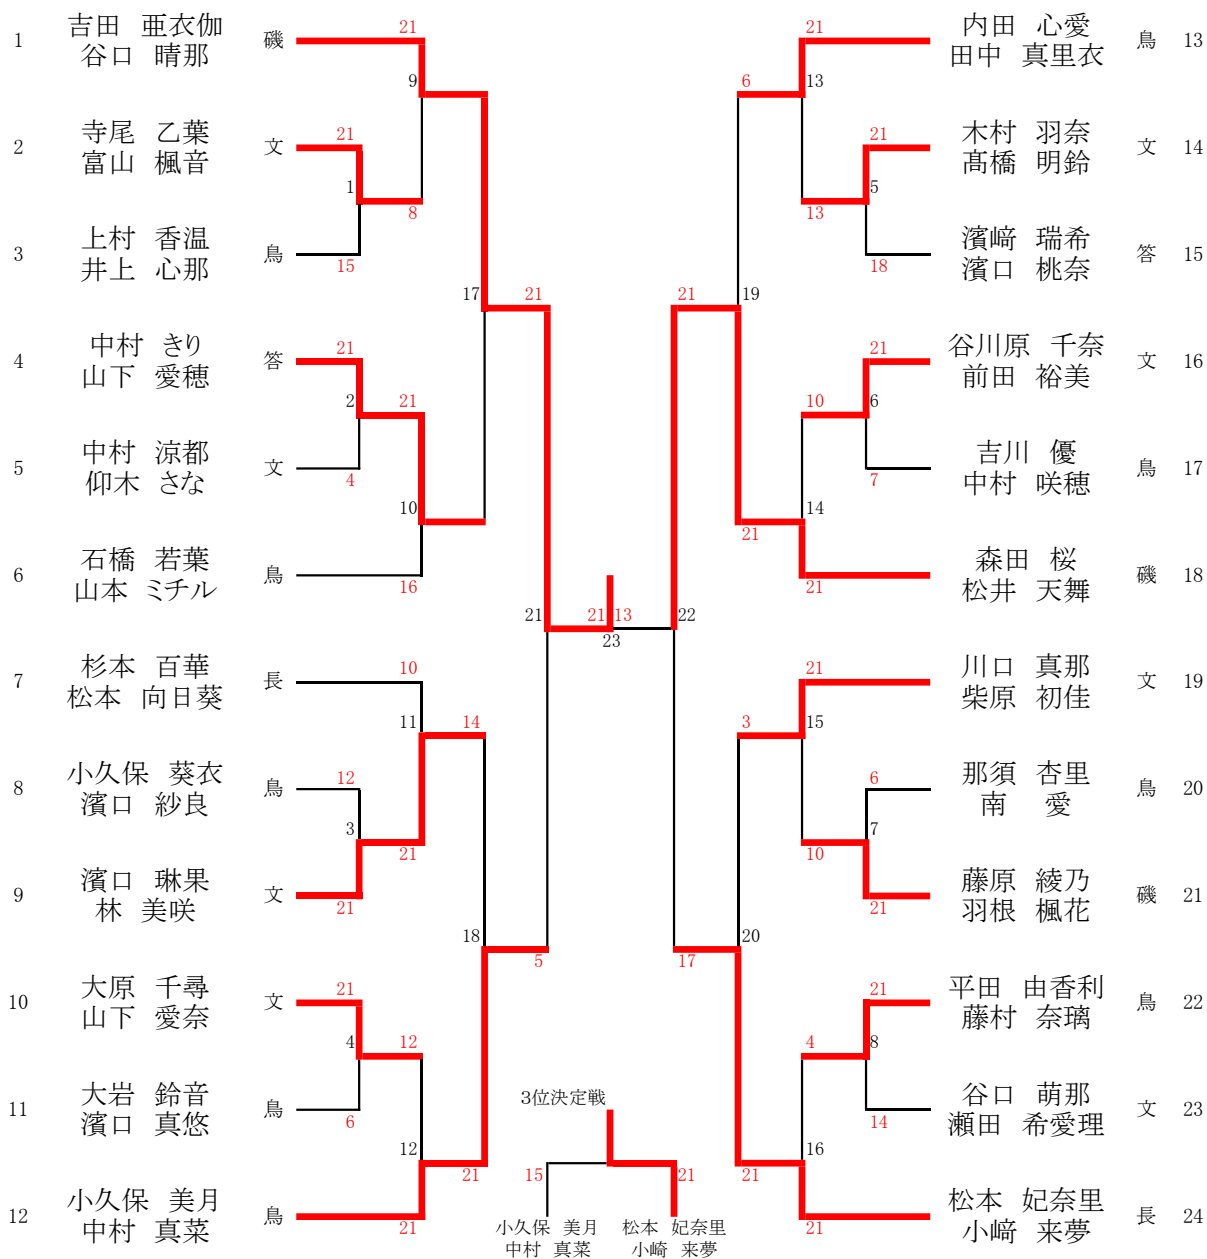 吉田 亜衣伽
1 磯 21
谷口 晴那
9
寺尾 乙葉
2 文 21
富山 楓音
1
8
上村 香温
3 鳥 15
井上 心那
17 21
中村 きり
4 答 21
山下 愛穂
2 21
中村 涼都
5 文 4
仰木 さな
10
石橋 若葉
6 鳥 16
山本 ミチル
21
杉本 百華
7 長 10
松本 向日葵
11 14
小久保 葵衣
8 鳥 12
濱口 紗良
3
21
濱口 琳果
9 文 21
林 美咲
18 5
大原 千尋
10 文 21
山下 愛奈
4 12
大岩 鈴音
11 鳥 6
濱口 真悠
12
21
小久保 美月
12 鳥 21
中村 真菜
21 13
23
内田 心愛
21 鳥 13
田中 真里衣
6 13
木村 羽奈
21 文 14
髙橋 明鈴
5
13
濱﨑 瑞希
18 答 15
濱口 桃奈
21 19
谷川原 千奈
21 文 16
前田 裕美
10 6
吉川 優
7 鳥 17
中村 咲穂
14
21
森田 桜
21 磯 18
松井 天舞
22
川口 真那
21 文 19
柴原 初佳
3 15
那須 杏里
6 鳥 20
南 愛
7
10
藤原 綾乃
21 磯 21
羽根 楓花
20
17
平田 由香利
21 鳥 22
藤村 奈璃
4 8
谷口 萌那
14 文 23
瀬田 希愛理
16
21
松本 妃奈里
21 長 24
小﨑 来夢
3位決定戦
15 21
小久保 美月 松本 妃奈里
中村 真菜 小﨑 来夢